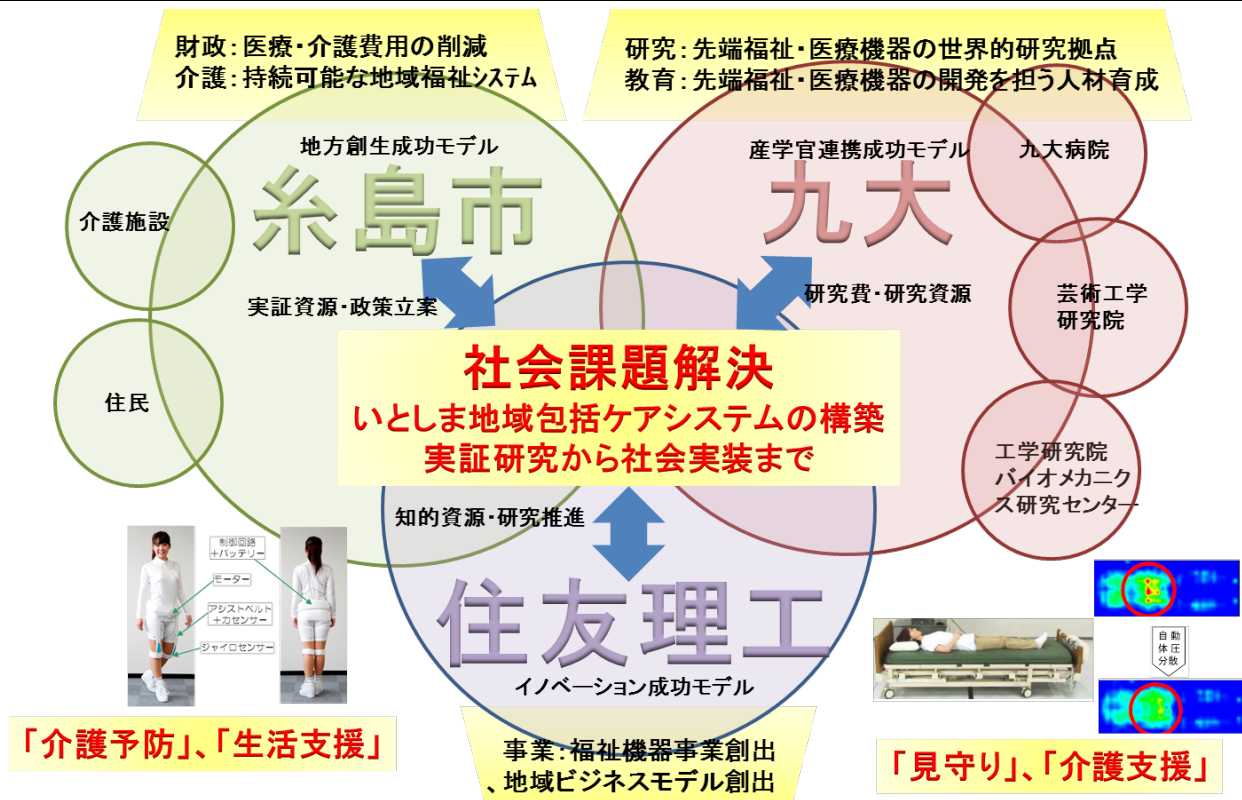 財政：医療・介護費用の削減
介護：持続可能な地域福祉システム
研究：先端福祉・医療機器の世界的研究拠点
教育：先端福祉・医療機器の開発を担う人材育成
地方創生成功モデル
糸島市
産学官連携成功モデル
九大
九大病院
介護施設
実証資源・政策立案
研究費・研究資源
芸術工学
研究院
住民
社会課題解決
いとしま地域包括ケアシステムの構築
実証研究から社会実装まで
工学研究院
バイオメカニク
ス研究センター
知的資源・研究推進
住友理工
イノベーション成功モデル
制御回路
＋バッテリー
モーター
アシストベルト
＋力センサー
ジャイロセンサー
自動
体圧
分散
「介護予防」、「生活支援」
事業：福祉機器事業創出
、地域ビジネスモデル創出
「見守り」、「介護支援」